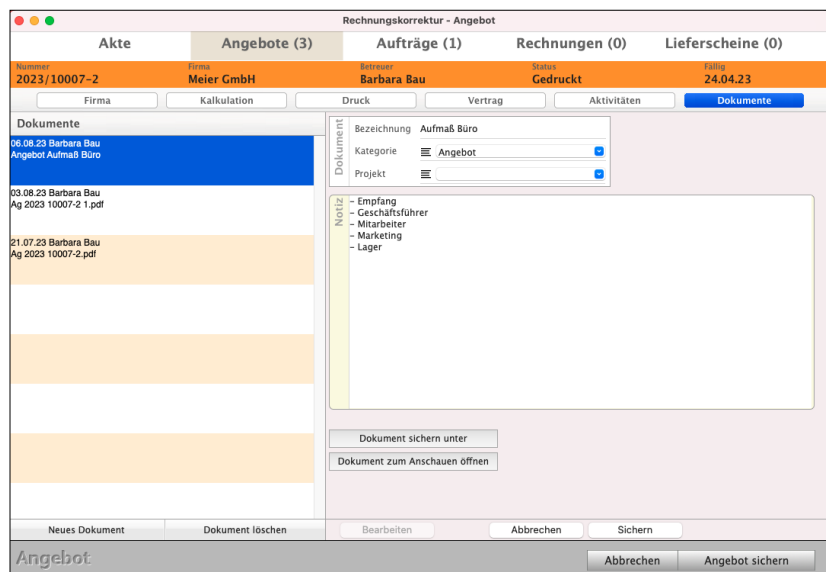 Rechnungskorrektur - Angebot
Akte
Angebote (3)
Aufträge (1)
Rechnungen (0)
Lieferscheine (0)
Nummer
2023/10007-2
Firma
Meier GmbH
Betreuer
Barbara Bau
Status
Gedruckt
Fällig
24.04.23
Firma
Kalkulation
Druck
Vertrag
Aktivitäten
Dokumente
Dokumente
06.08.23 Barbara Bau
Angebot Aufmaß Büro
03.08.23 Barbara Bau
Ag 2023 10007-2 1.pdf
21.07.23 Barbara Bau
Ag 2023 10007-2.pdf
Dokument
Bezeichnung Aufmaß Büro
Kategorie Angebot
Projekt
Notiz
- Empfang
- Geschäftsführer
- Mitarbeiter
- Marketing
- Lager
Dokument sichern unter
Dokument zum Anschauen öffnen
Neues Dokument
Dokument löschen
Bearbeiten
Abbrechen
Sichern
Angebot
Abbrechen
Angebot sichern